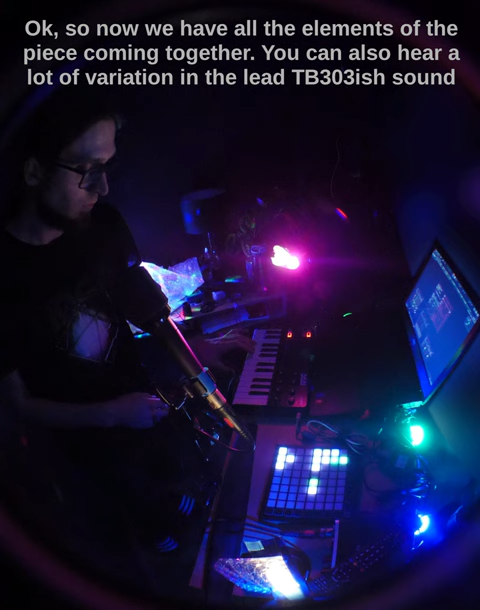 Ok, so now we have all the elements of the
piece coming together. You can also hear a
lot of variation in the lead TB303ish sound